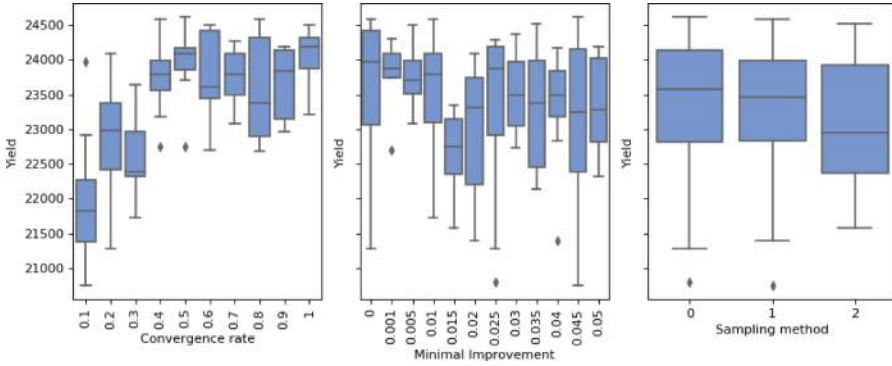 24500
24000
23500
23000
22500
22000
21500
21000
Yield
0.1 0.2 0.3 0.4 0.5 0.6 0.7 0.8 0.9 1
Convergence rate
Yield
0 0.001 0.005 0.01 0.015 0.02 0.025 0.03 0.035 0.04 0.045 0.05
Minimal Improvement
Yield
0 1 2
Sampling method